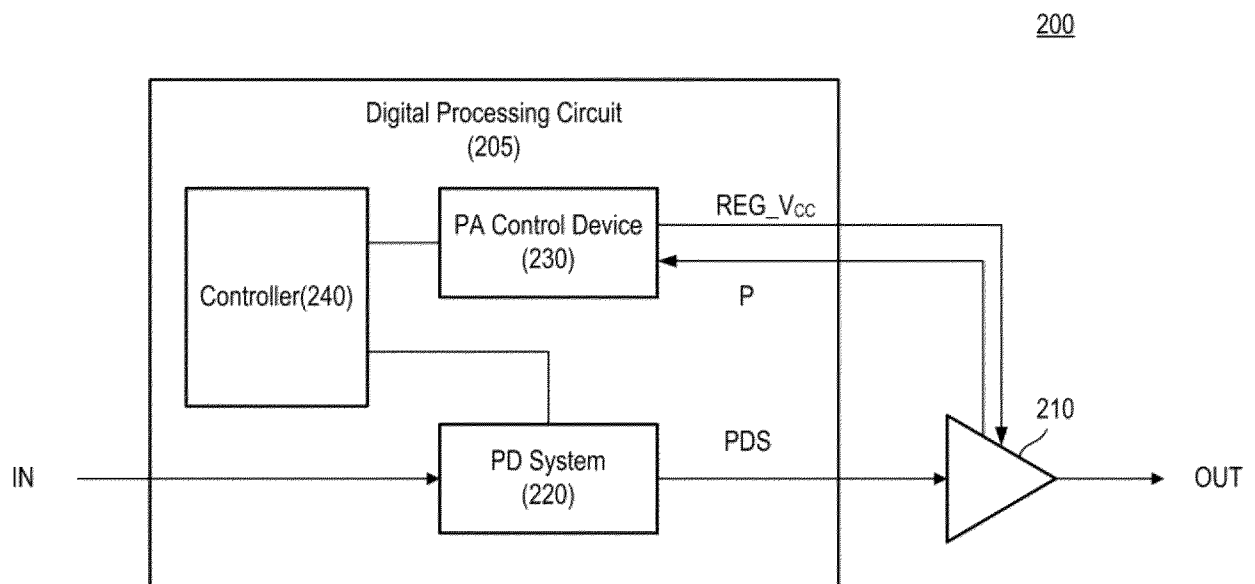 200
Digital Processing Circuit
(205)
REG_VCC
PA Control Device
(230)
Controller(240)
P
210
PDS
IN
PD System
(220)
OUT